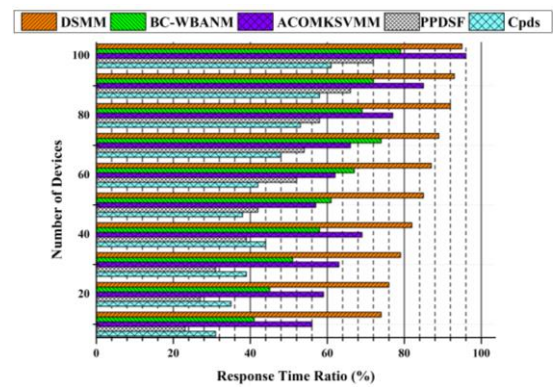 DSMM BC-WBANM ACOMKSVMM PPDSF Cpds
100
80
60
40
20
Number of Devices
0 20 40 60 80 100
Response Time Ratio (%)